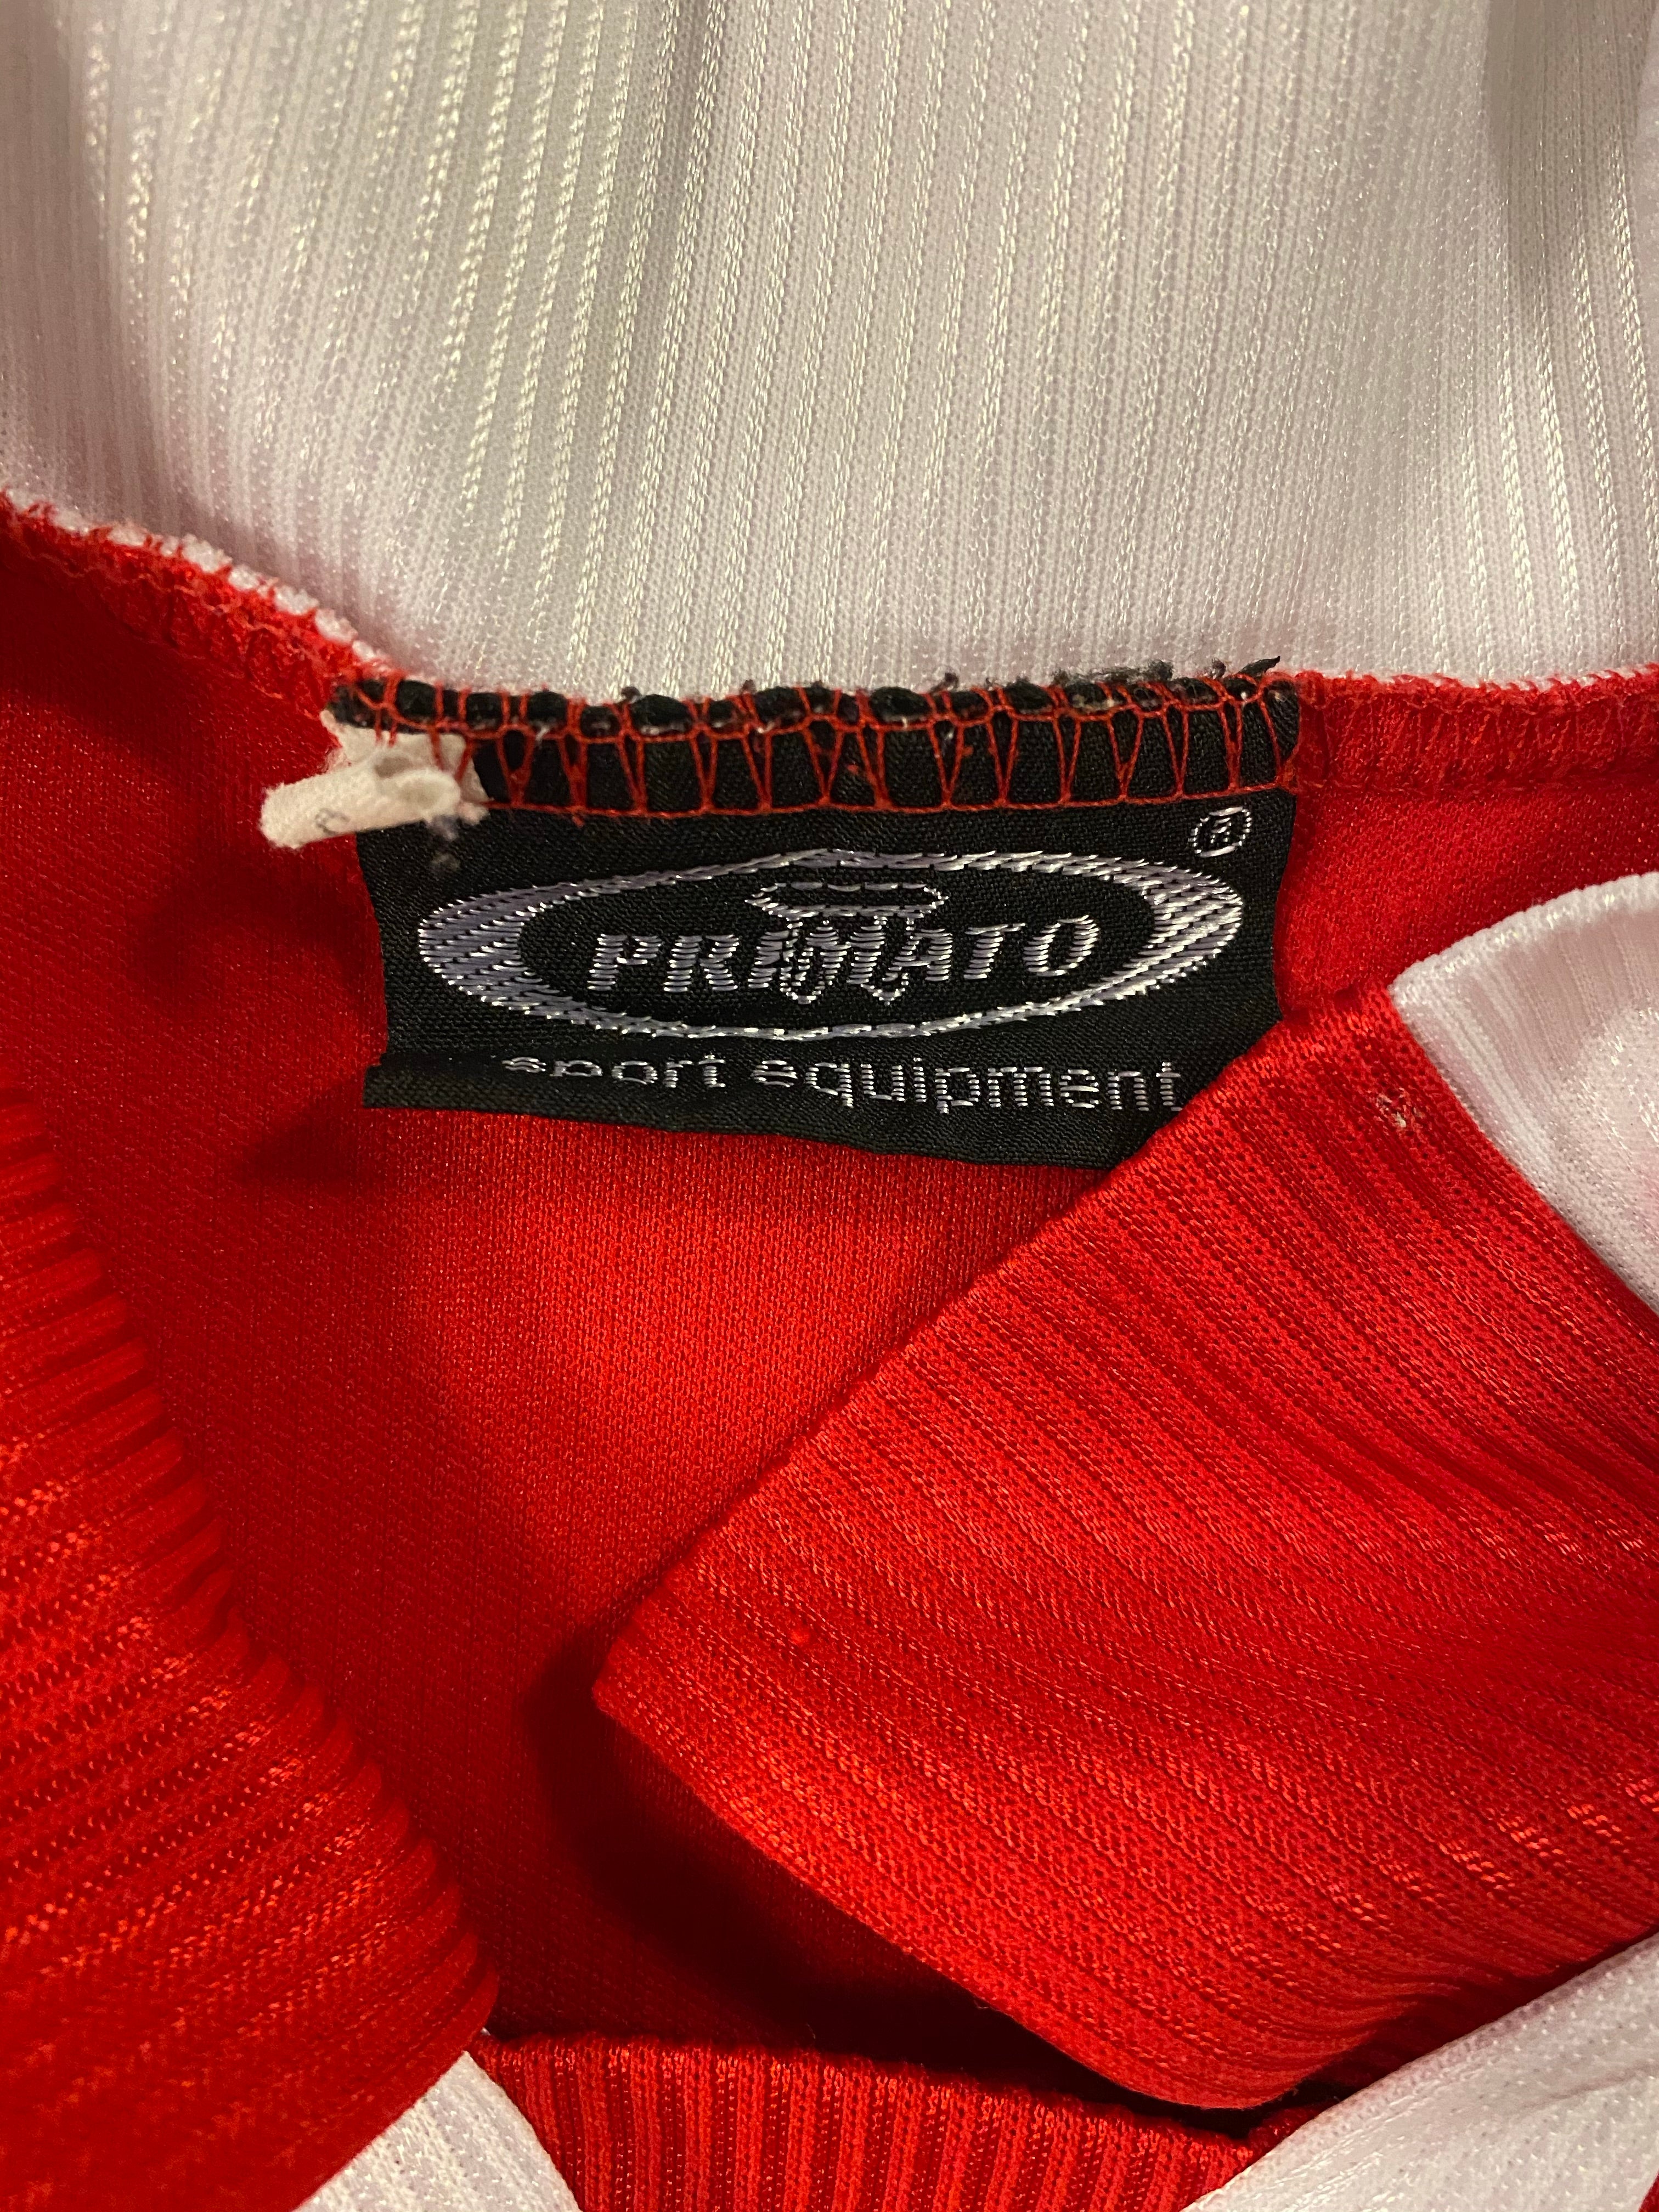 ®
PRIMATO
sport equipment